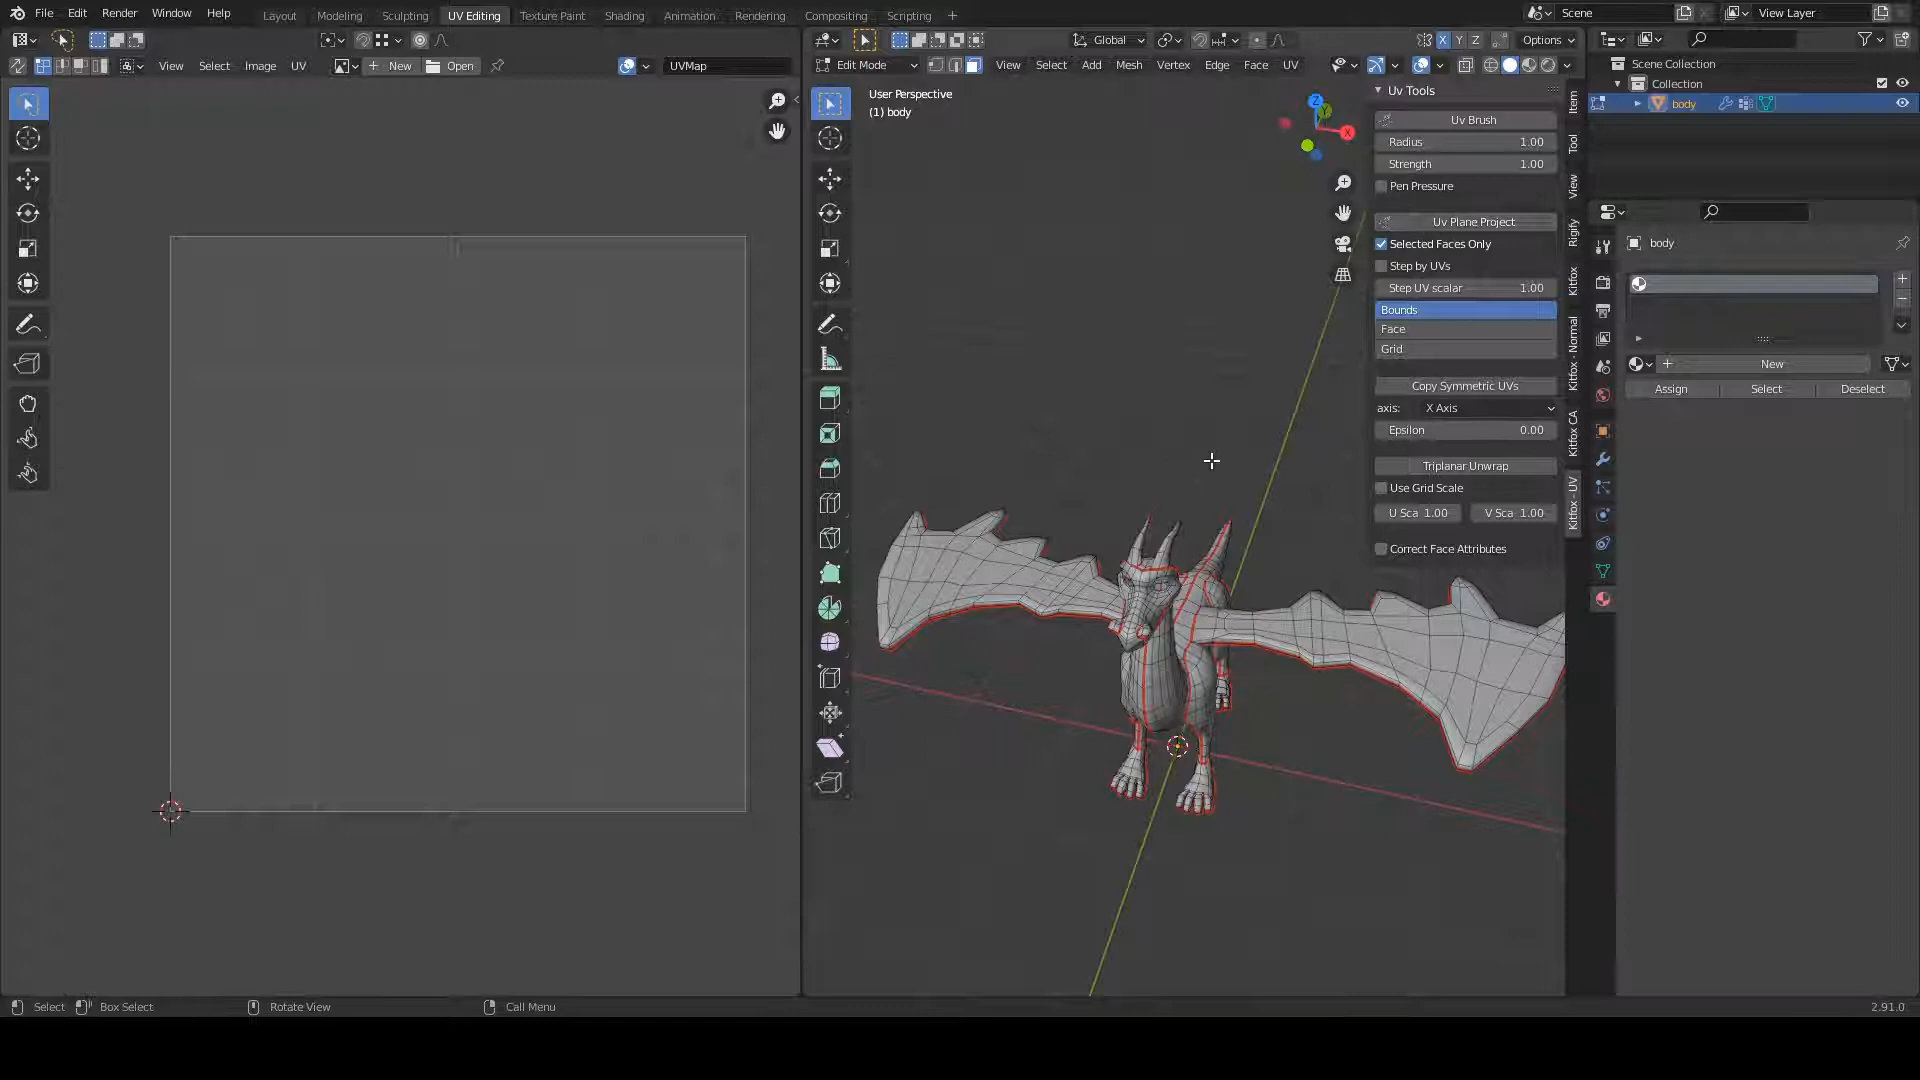 File Edit Render Window Help Layout Modeling Sculpting UV Editing Texture Paint Shading Animation Rendering Compositing Scripting + Scene View Layer
Global X Y Z Options
View Select Image UV New Open UVMap
Edit Mode View Select Add Mesh Vertex Edge Face UV
User Perspective
(1) body
Z
Y
X
Uv Tools
Uv Brush
Radius 1.00
Strength 1.00
Pen Pressure
Uv Plane Project
Selected Faces Only
Step by UVs
Step UV scalar 1.00
Bounds
Face
Grid
Copy Symmetric UVs
axis: X Axis
Epsilon 0.00
Triplanar Unwrap
Use Grid Scale
U Sca 1.00 V Sca 1.00
Correct Face Attributes
Item
Tool
View
Rigify
Kitfox
Kitfox - Normal
Kitfox CA
Kitfox - UV
Scene Collection
Collection
body
body
New
Assign Select Deselect
Select Box Select Rotate View Call Menu 2.91.0